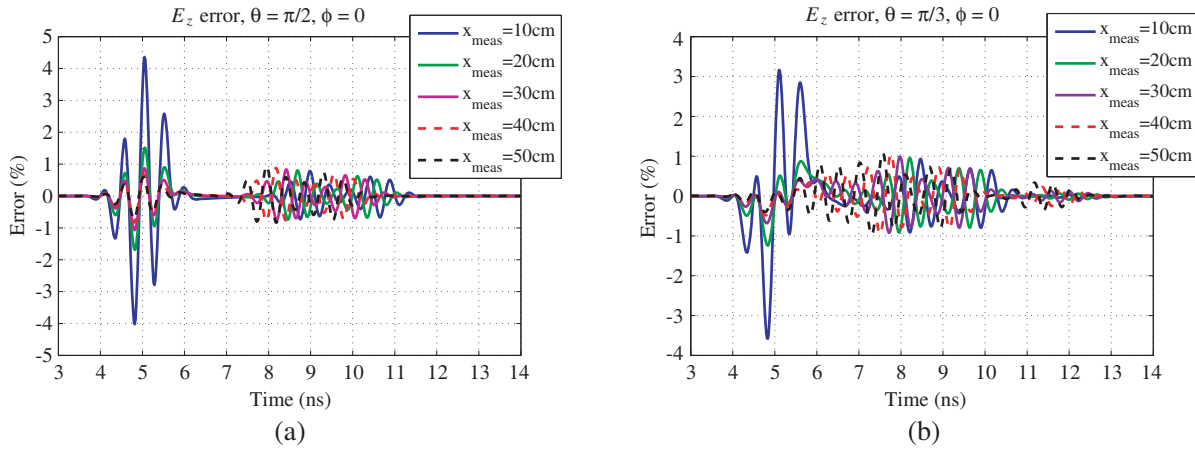 E_z error, θ = π/2, ϕ = 0
x_meas=10cm
x_meas=20cm
x_meas=30cm
x_meas=40cm
x_meas=50cm
Error (%)
5
4
3
2
1
0
-1
-2
-3
-4
-5
3 4 5 6 7 8 9 10 11 12 13 14
Time (ns)
(a)
E_z error, θ = π/3, ϕ = 0
x_meas=10cm
x_meas=20cm
x_meas=30cm
x_meas=40cm
x_meas=50cm
Error (%)
4
3
2
1
0
-1
-2
-3
-4
3 4 5 6 7 8 9 10 11 12 13 14
Time (ns)
(b)